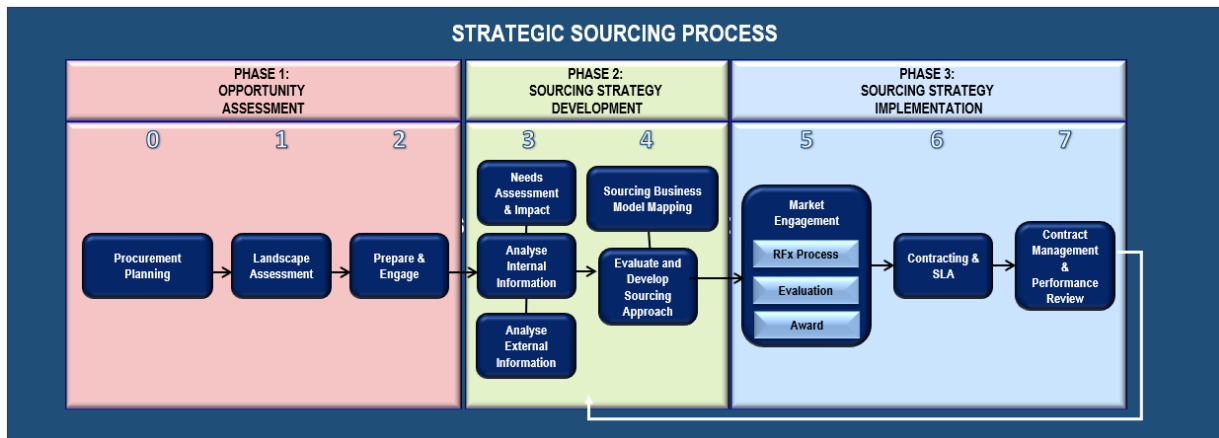 STRATEGIC SOURCING PROCESS
PHASE 1:
OPPORTUNITY
ASSESSMENT
PHASE 2:
SOURCING STRATEGY
DEVELOPMENT
PHASE 3:
SOURCING STRATEGY
IMPLEMENTATION
0
1
2
3
4
5
6
7
Procurement
Planning
Landscape
Assessment
Prepare &
Engage
Needs
Assessment
& Impact
Analyse
Internal
Information
Analyse
External
Information
Sourcing Business
Model Mapping
Evaluate and
Develop
Sourcing
Approach
Market
Engagement
RFx Process
Evaluation
Award
Contracting &
SLA
Contract
Management
&
Performance
Review